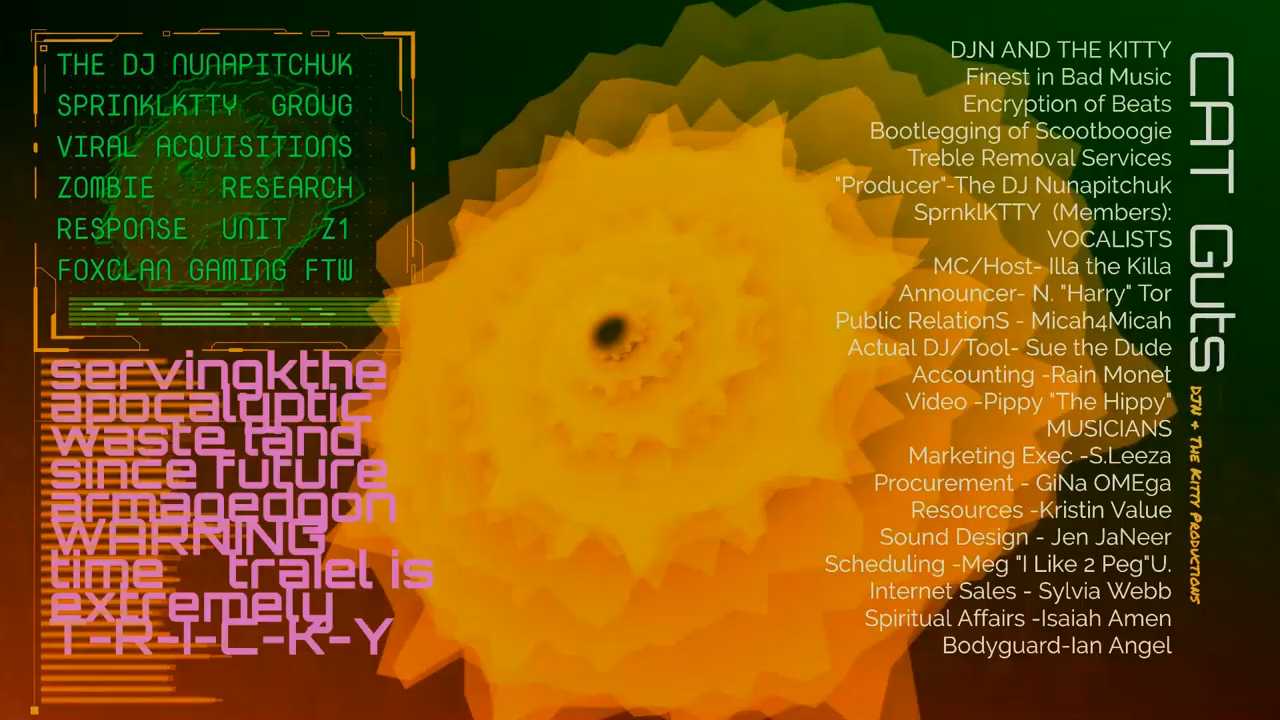 THE DJ NUNAPITCHUK
SPRINKLKTTY GROUG
VIRAL ACQUISITIONS
ZOMBIE RESEARCH
RESPONSE UNIT Z1
FOXCLAN GAMING FTW
servingkthe
apocalyptic
waste land
since future
armagedgon
WARNING
time tralel is
extremely
T-R-I-C-K-Y
DJN AND THE KITTY
Finest in Bad Music
Encryption of Beats
Bootlegging of Scootboogie
Treble Removal Services
"Producer"-The DJ Nunapitchuk
SprnklKTTY (Members):
VOCALISTS
MC/Host- Illa the Killa
Announcer- N. "Harry" Tor
Public RelationS - Micah4Micah
Actual DJ/Tool- Sue the Dude
Accounting -Rain Monet
Video -Pippy "The Hippy"
MUSICIANS
Marketing Exec -S.Leeza
Procurement - GiNa OMEga
Resources -Kristin Value
Sound Design - Jen JaNeer
Scheduling -Meg "I Like 2 Peg"U.
Internet Sales - Sylvia Webb
Spiritual Affairs -Isaiah Amen
Bodyguard-Ian Angel
CAT Guts
DJN + The Kitty Productions